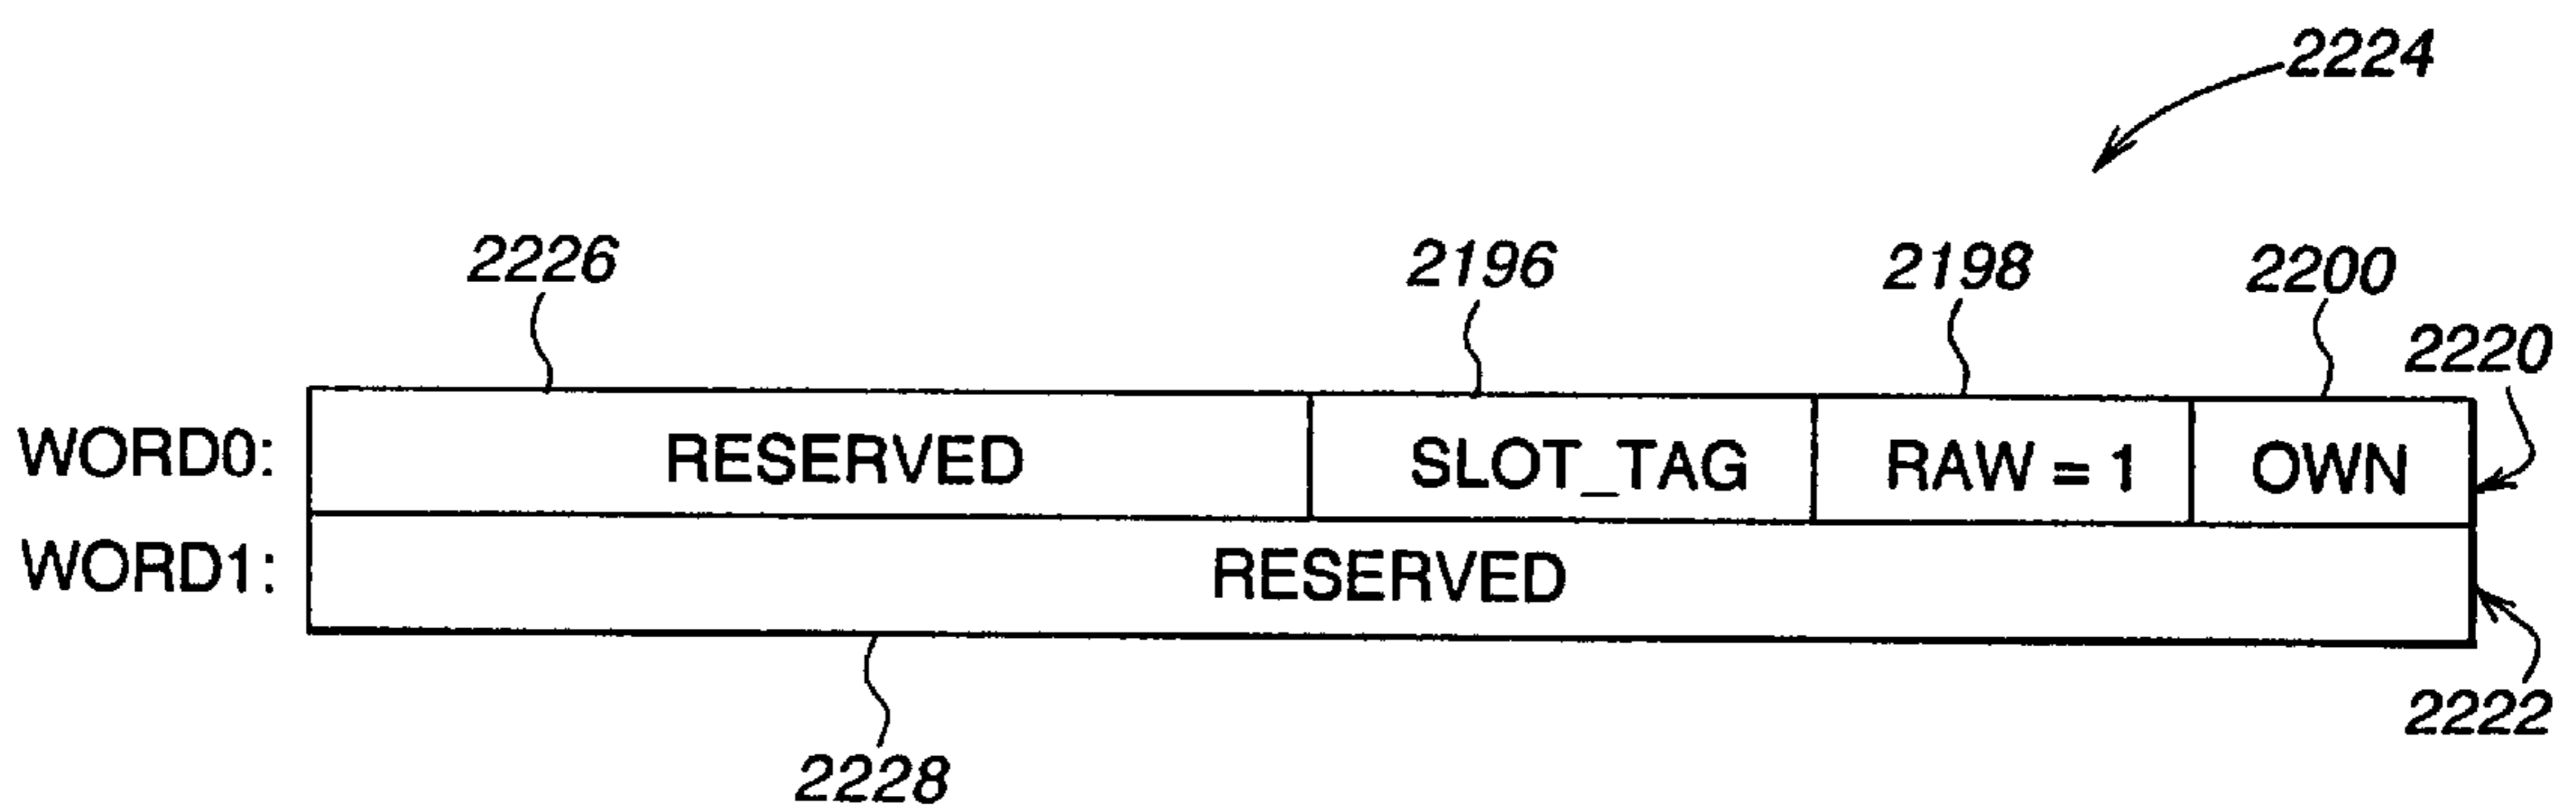 2224
2226 2196 2198 2200
2220
WORD0: RESERVED SLOT_TAG RAW = 1 OWN
WORD1: RESERVED
2222
2228